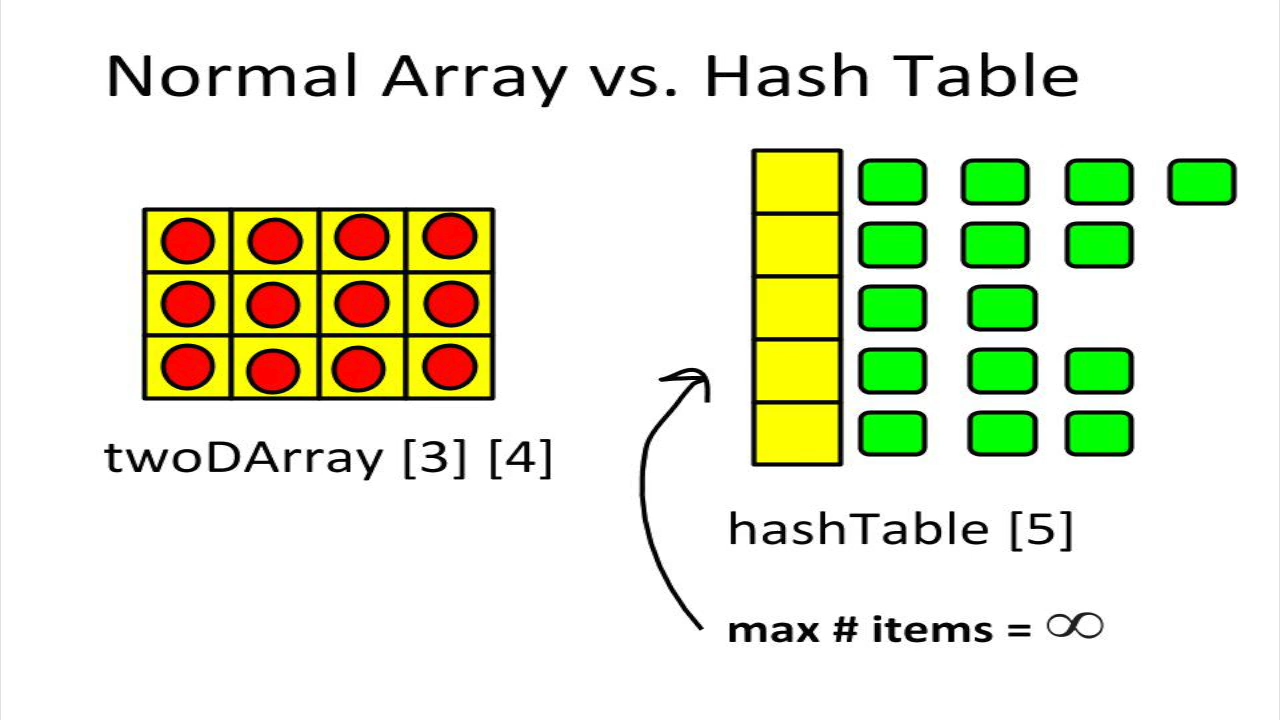 Normal Array vs. Hash Table
twoDArray [3] [4]
hashTable [5]
max # items = ∞